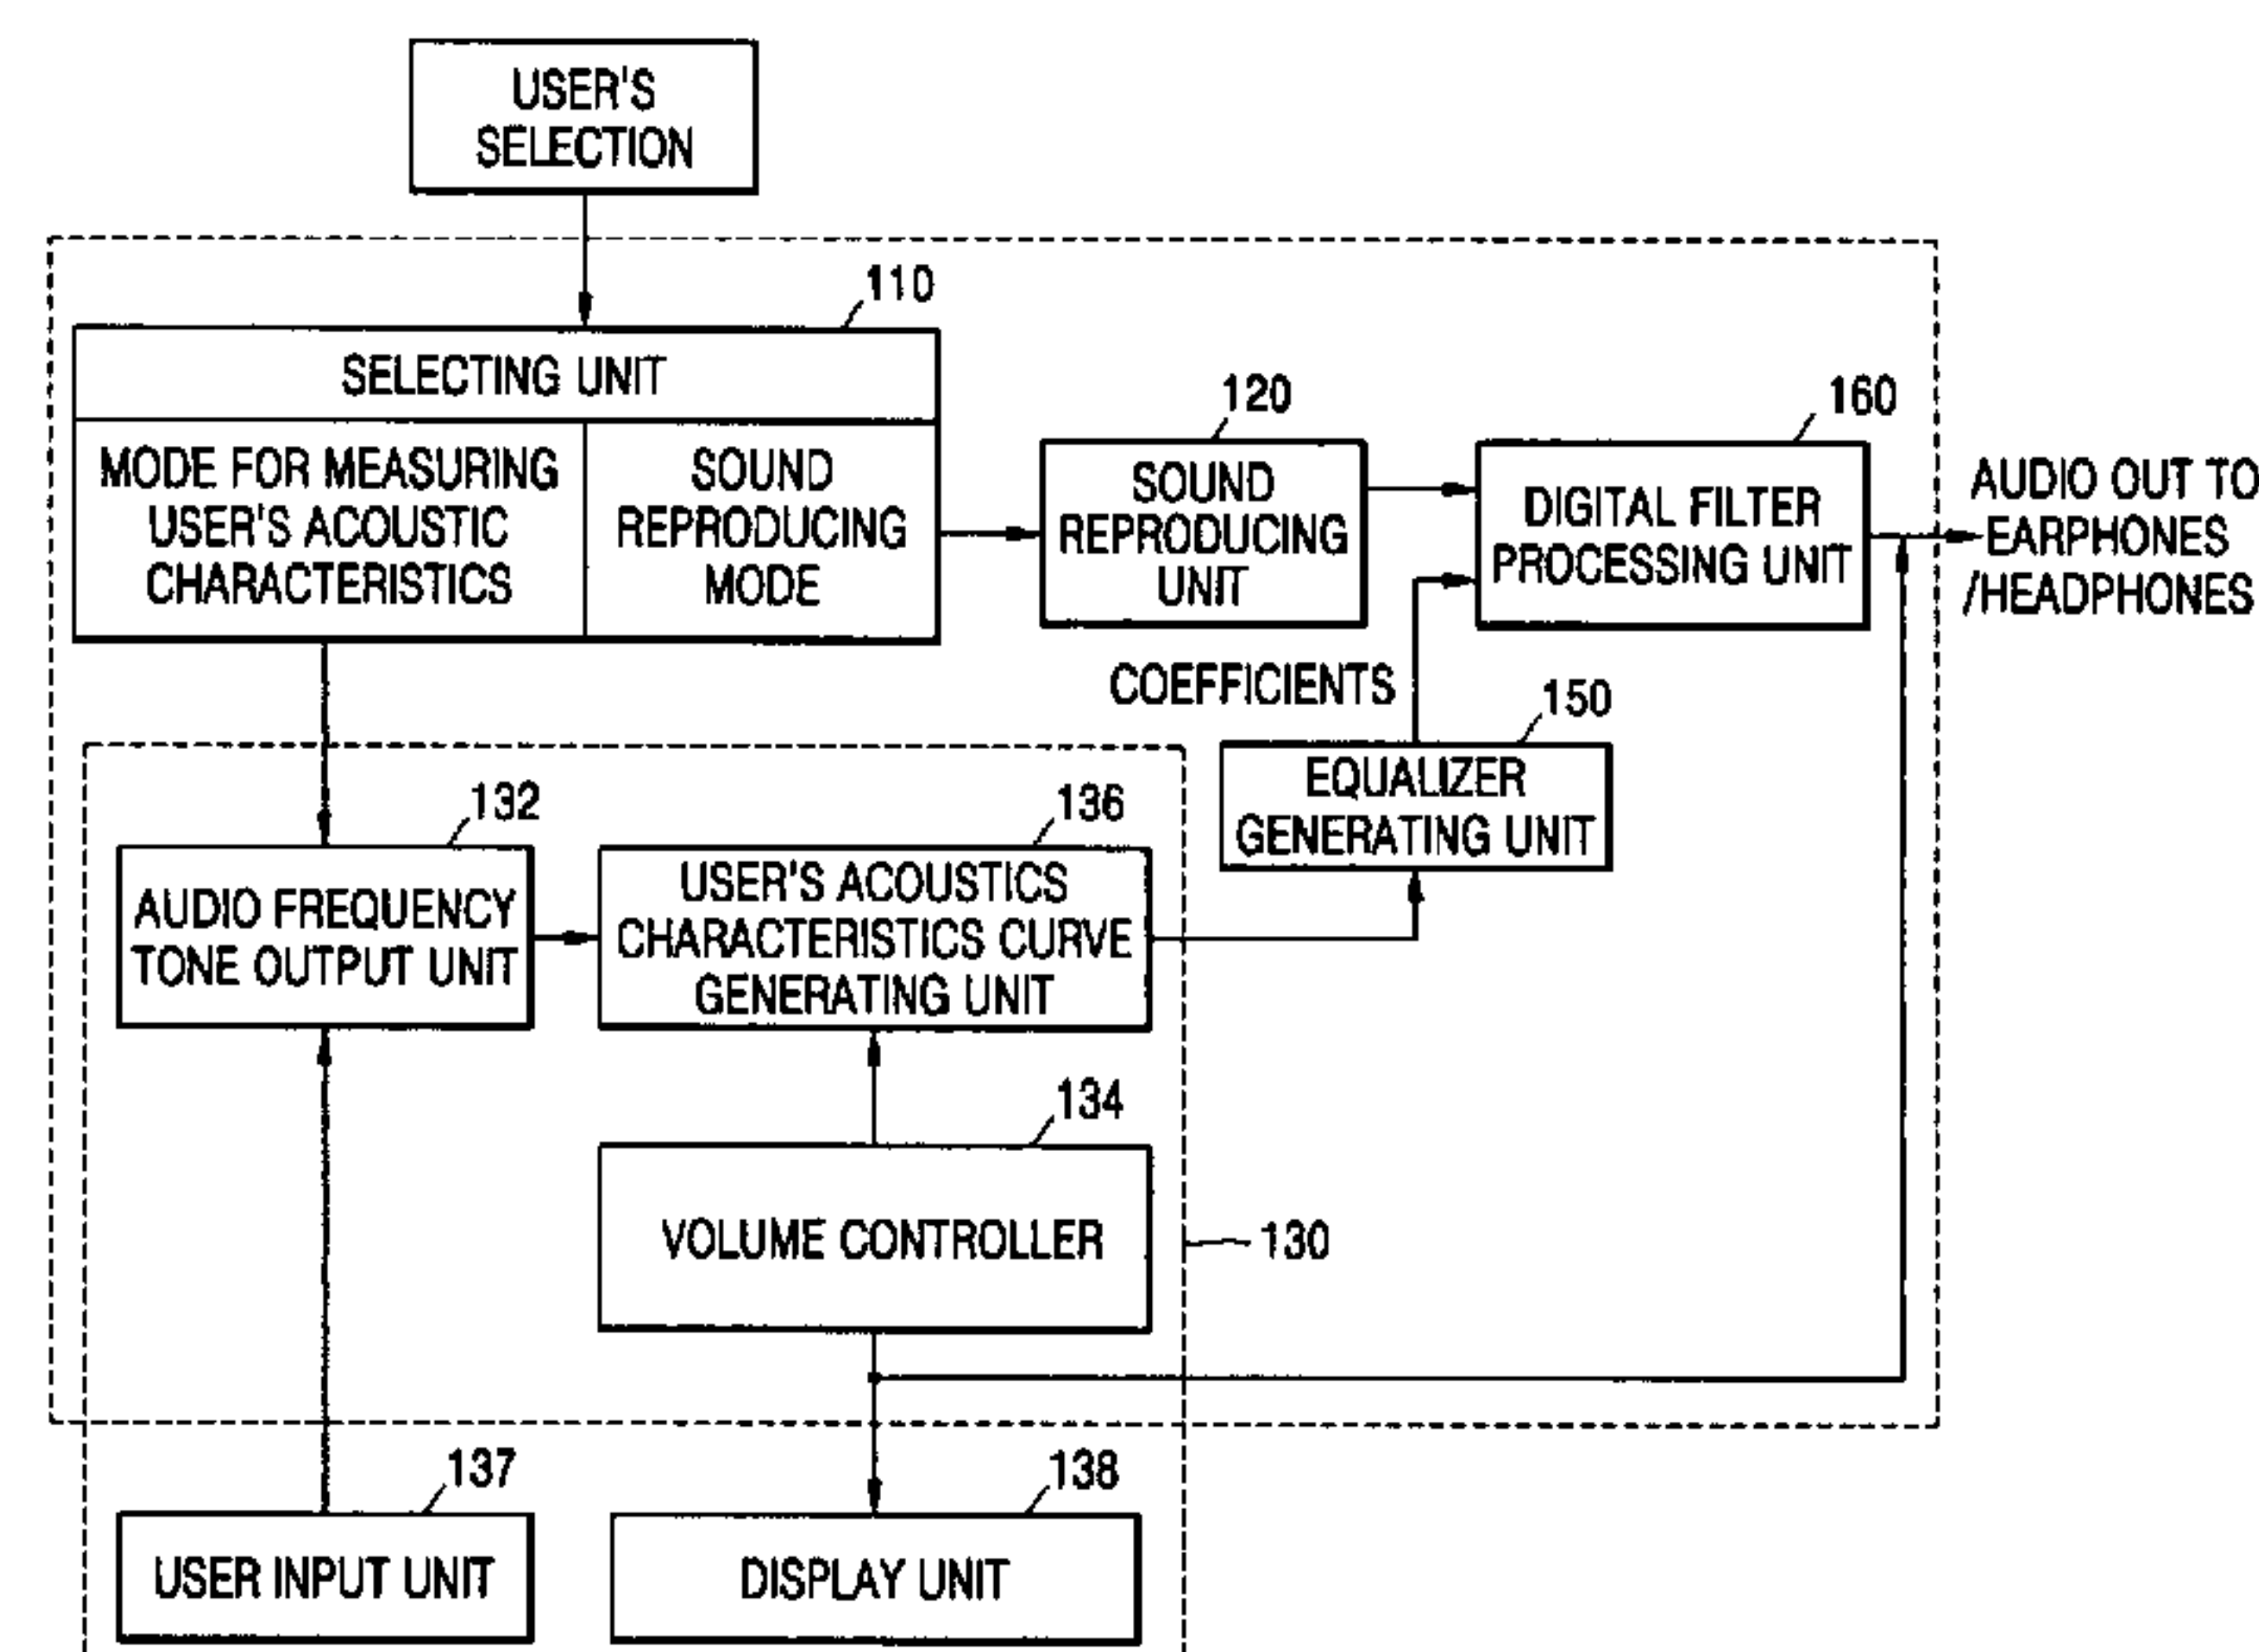 USER'S
SELECTION
110
SELECTING UNIT
MODE FOR MEASURING
USER'S ACOUSTIC
CHARACTERISTICS
SOUND
REPRODUCING
MODE
120
SOUND
REPRODUCING
UNIT
160
DIGITAL FILTER
PROCESSING UNIT
AUDIO OUT TO
EARPHONES
/HEADPHONES
COEFFICIENTS
150
EQUALIZER
GENERATING UNIT
132
AUDIO FREQUENCY
TONE OUTPUT UNIT
136
USER'S ACOUSTICS
CHARACTERISTICS CURVE
GENERATING UNIT
134
VOLUME CONTROLLER
130
137
USER INPUT UNIT
138
DISPLAY UNIT